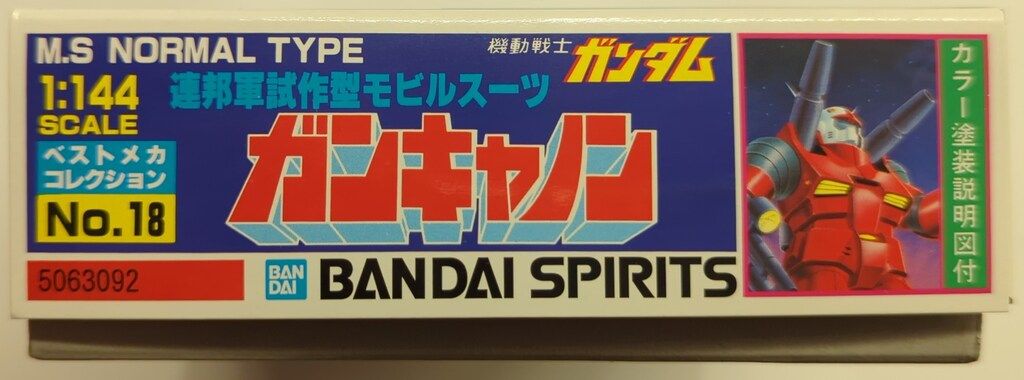 M.S NORMAL TYPE
機動戦士
ガンダム
1:144
SCALE
連邦軍試作型モビルスーツ
ガンキャノン
ベストメカ
コレクション
No.18
5063092
BAN
DAI
BANDAI SPIRITS
カラー塗装説明図付